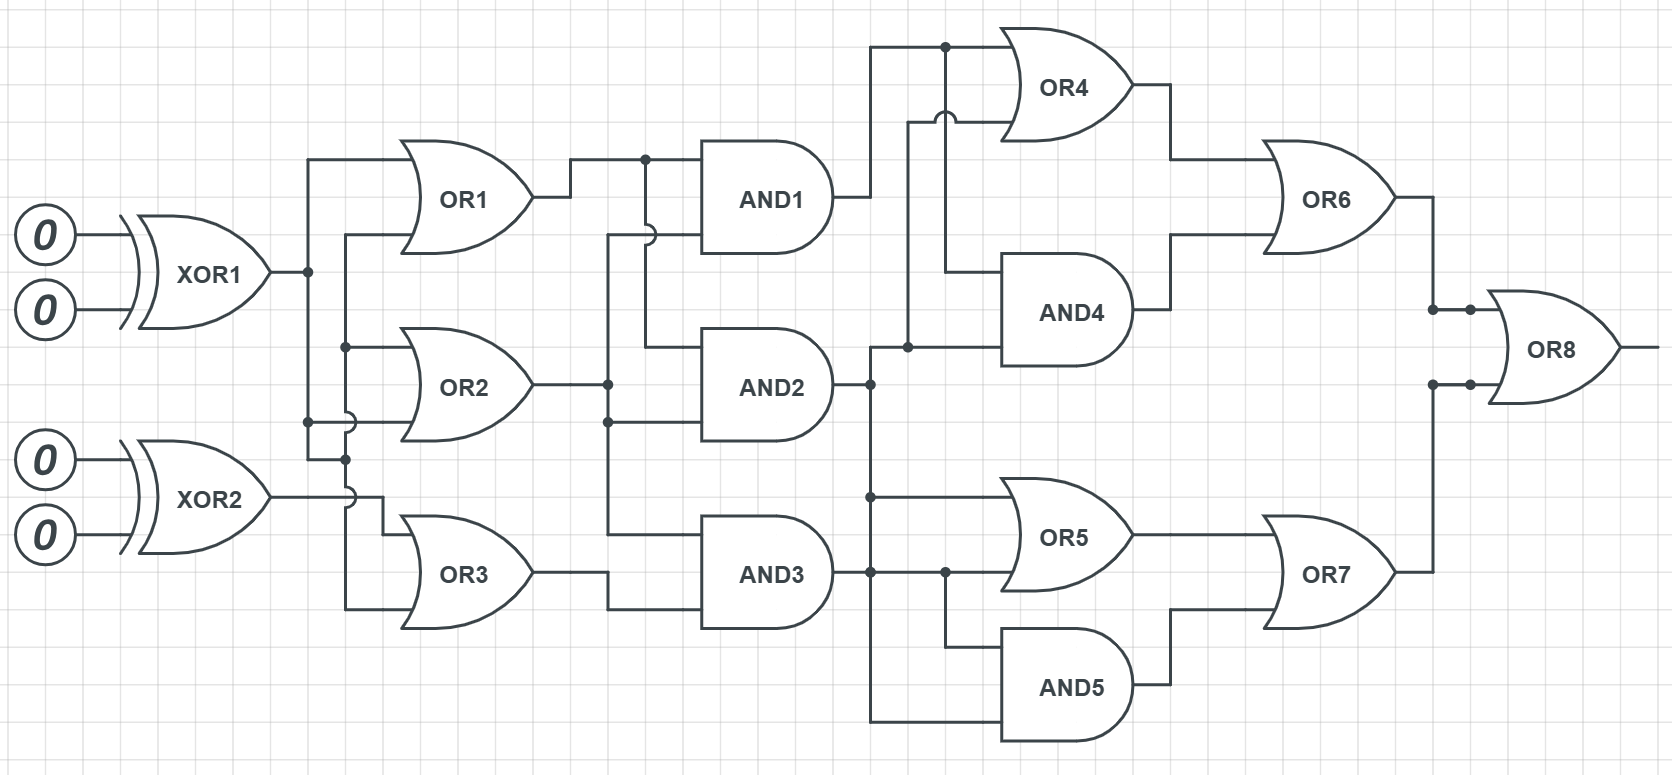 0
0
0
0
XOR1
XOR2
OR1
OR2
OR3
AND1
AND2
AND3
OR4
AND4
OR5
AND5
OR6
OR7
OR8